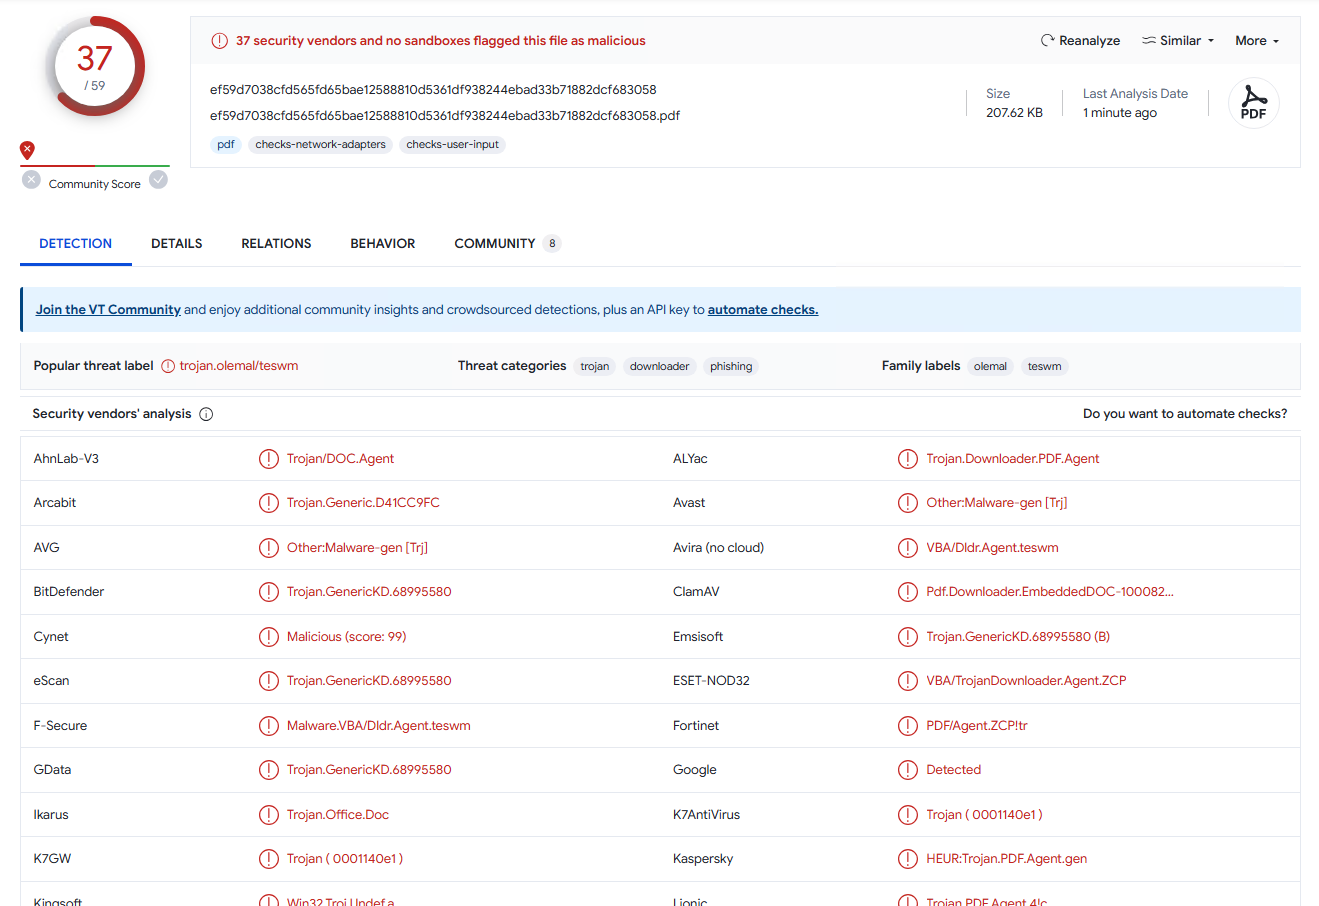 37
/ 59
Community Score
37 security vendors and no sandboxes flagged this file as malicious
Reanalyze Similar More
ef59d7038cfd565fd65bae12588810d5361df938244ebad33b71882dcf683058
ef59d7038cfd565fd65bae12588810d5361df938244ebad33b71882dcf683058.pdf
pdf checks-network-adapters checks-user-input
Size
207.62 KB
Last Analysis Date
1 minute ago
PDF
DETECTION DETAILS RELATIONS BEHAVIOR COMMUNITY 8
Join the VT Community and enjoy additional community insights and crowdsourced detections, plus an API key to automate checks.
Popular threat label trojan.olemal/teswm Threat categories trojan downloader phishing Family labels olemal teswm
Security vendors' analysis Do you want to automate checks?
AhnLab-V3 Trojan/DOC.Agent ALYac Trojan.Downloader.PDF.Agent
Arcabit Trojan.Generic.D41CC9FC Avast Other:Malware-gen [Trj]
AVG Other:Malware-gen [Trj] Avira (no cloud) VBA/Dldr.Agent.teswm
BitDefender Trojan.GenericKD.68995580 ClamAV Pdf.Downloader.EmbeddedDOC-100082...
Cynet Malicious (score: 99) Emsisoft Trojan.GenericKD.68995580 (B)
eScan Trojan.GenericKD.68995580 ESET-NOD32 VBA/TrojanDownloader.Agent.ZCP
F-Secure Malware.VBA/Dldr.Agent.teswm Fortinet PDF/Agent.ZCP!tr
GData Trojan.GenericKD.68995580 Google Detected
Ikarus Trojan.Office.Doc K7AntiVirus Trojan ( 0001140e1 )
K7GW Trojan ( 0001140e1 ) Kaspersky HEUR:Trojan.PDF.Agent.gen
Kingsoft Win32.Troj.Undef.a Lionic Trojan.PDF.Agent.4!c